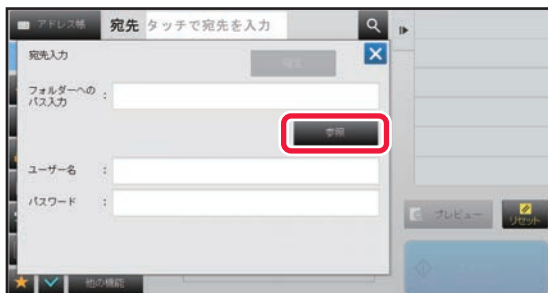 アドレス帳 宛先 タッチで宛先を入力
宛先入力
フォルダーへの
パス入力 :
参照
ユーザー名 :
パスワード :
プレビュー
リセット
他の機能